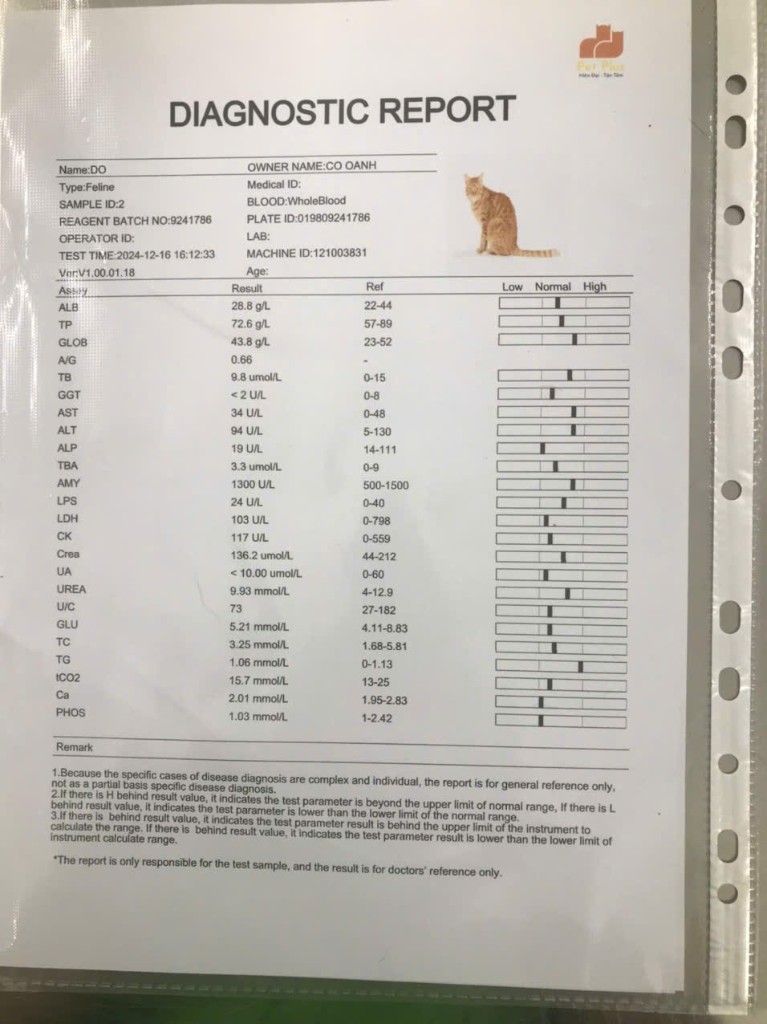 Pet Plus
Hiện Đại - Tận Tâm
DIAGNOSTIC REPORT
Name:DO OWNER NAME:CO OANH
Type:Feline Medical ID:
SAMPLE ID:2 BLOOD:WholeBlood
REAGENT BATCH NO:9241786 PLATE ID:019809241786
OPERATOR ID: LAB:
TEST TIME:2024-12-16 16:12:33 MACHINE ID:121003831
Ver:V1.00.01.18 Age:
Assay Result Ref Low Normal High
ALB 28.8 g/L 22-44
TP 72.6 g/L 57-89
GLOB 43.8 g/L 23-52
A/G 0.66 -
TB 9.8 umol/L 0-15
GGT < 2 U/L 0-8
AST 34 U/L 0-48
ALT 94 U/L 5-130
ALP 19 U/L 14-111
TBA 3.3 umol/L 0-9
AMY 1300 U/L 500-1500
LPS 24 U/L 0-40
LDH 103 U/L 0-798
CK 117 U/L 0-559
Crea 136.2 umol/L 44-212
UA < 10.00 umol/L 0-60
UREA 9.93 mmol/L 4-12.9
U/C 73 27-182
GLU 5.21 mmol/L 4.11-8.83
TC 3.25 mmol/L 1.68-5.81
TG 1.06 mmol/L 0-1.13
tCO2 15.7 mmol/L 13-25
Ca 2.01 mmol/L 1.95-2.83
PHOS 1.03 mmol/L 1-2.42
Remark
1.Because the specific cases of disease diagnosis are complex and individual, the report is for general reference only,
not as a partial basis specific disease diagnosis.
2.If there is H behind result value, it indicates the test parameter is beyond the upper limit of normal range, If there is L
behind result value, it indicates the test parameter is lower than the lower limit of the normal range.
3.If there is behind result value, it indicates the test parameter result is behind the upper limit of the instrument to
calculate the range. If there is behind result value, it indicates the test parameter result is lower than the lower limit of
instrument calculate range.
*The report is only responsible for the test sample, and the result is for doctors' reference only.